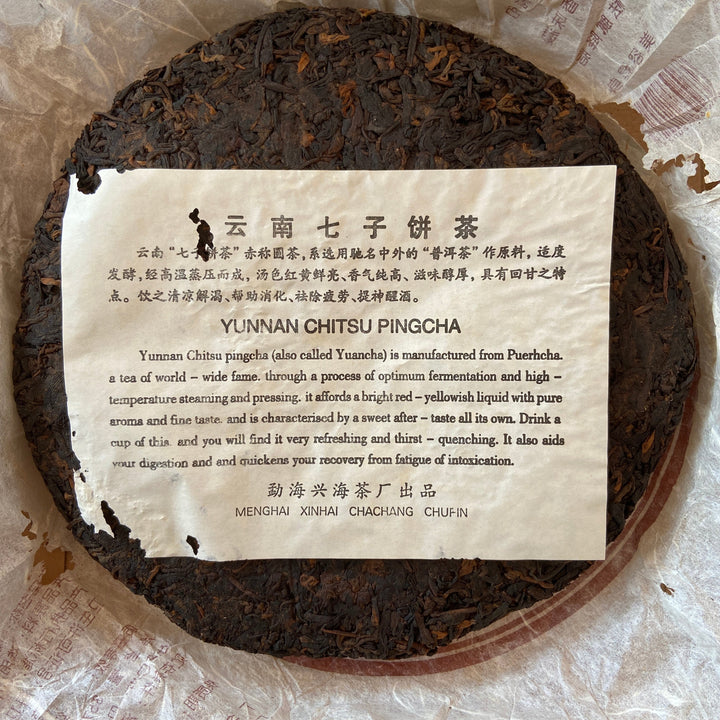 云南七子饼茶
云南“七子饼茶”亦称圆茶,系选用驰名中外的“普洱茶”作原料,适度
发酵,经高温蒸压而成,汤色红黄鲜亮、香气纯高、滋味醇厚,具有回甘之特
点。饮之清凉解渴、帮助消化、祛除疲劳、提神醒酒。
YUNNAN CHITSU PINGCHA
Yunnan Chitsu pingcha (also called Yuancha) is manufactured from Puerhcha.
a tea of world – wide fame. through a process of optimum fermentation and high –
temperature steaming and pressing. it affords a bright red – yellowish liquid with pure
aroma and fine taste. and is characterised by a sweet after – taste all its own. Drink a
cup of this. and you will find it very refreshing and thirst – quenching. It also aids
your digestion and and quickens your recovery from fatigue of intoxication.
勐海兴海茶厂出品
MENGHAI XINHAI CHACHANG CHUPIN